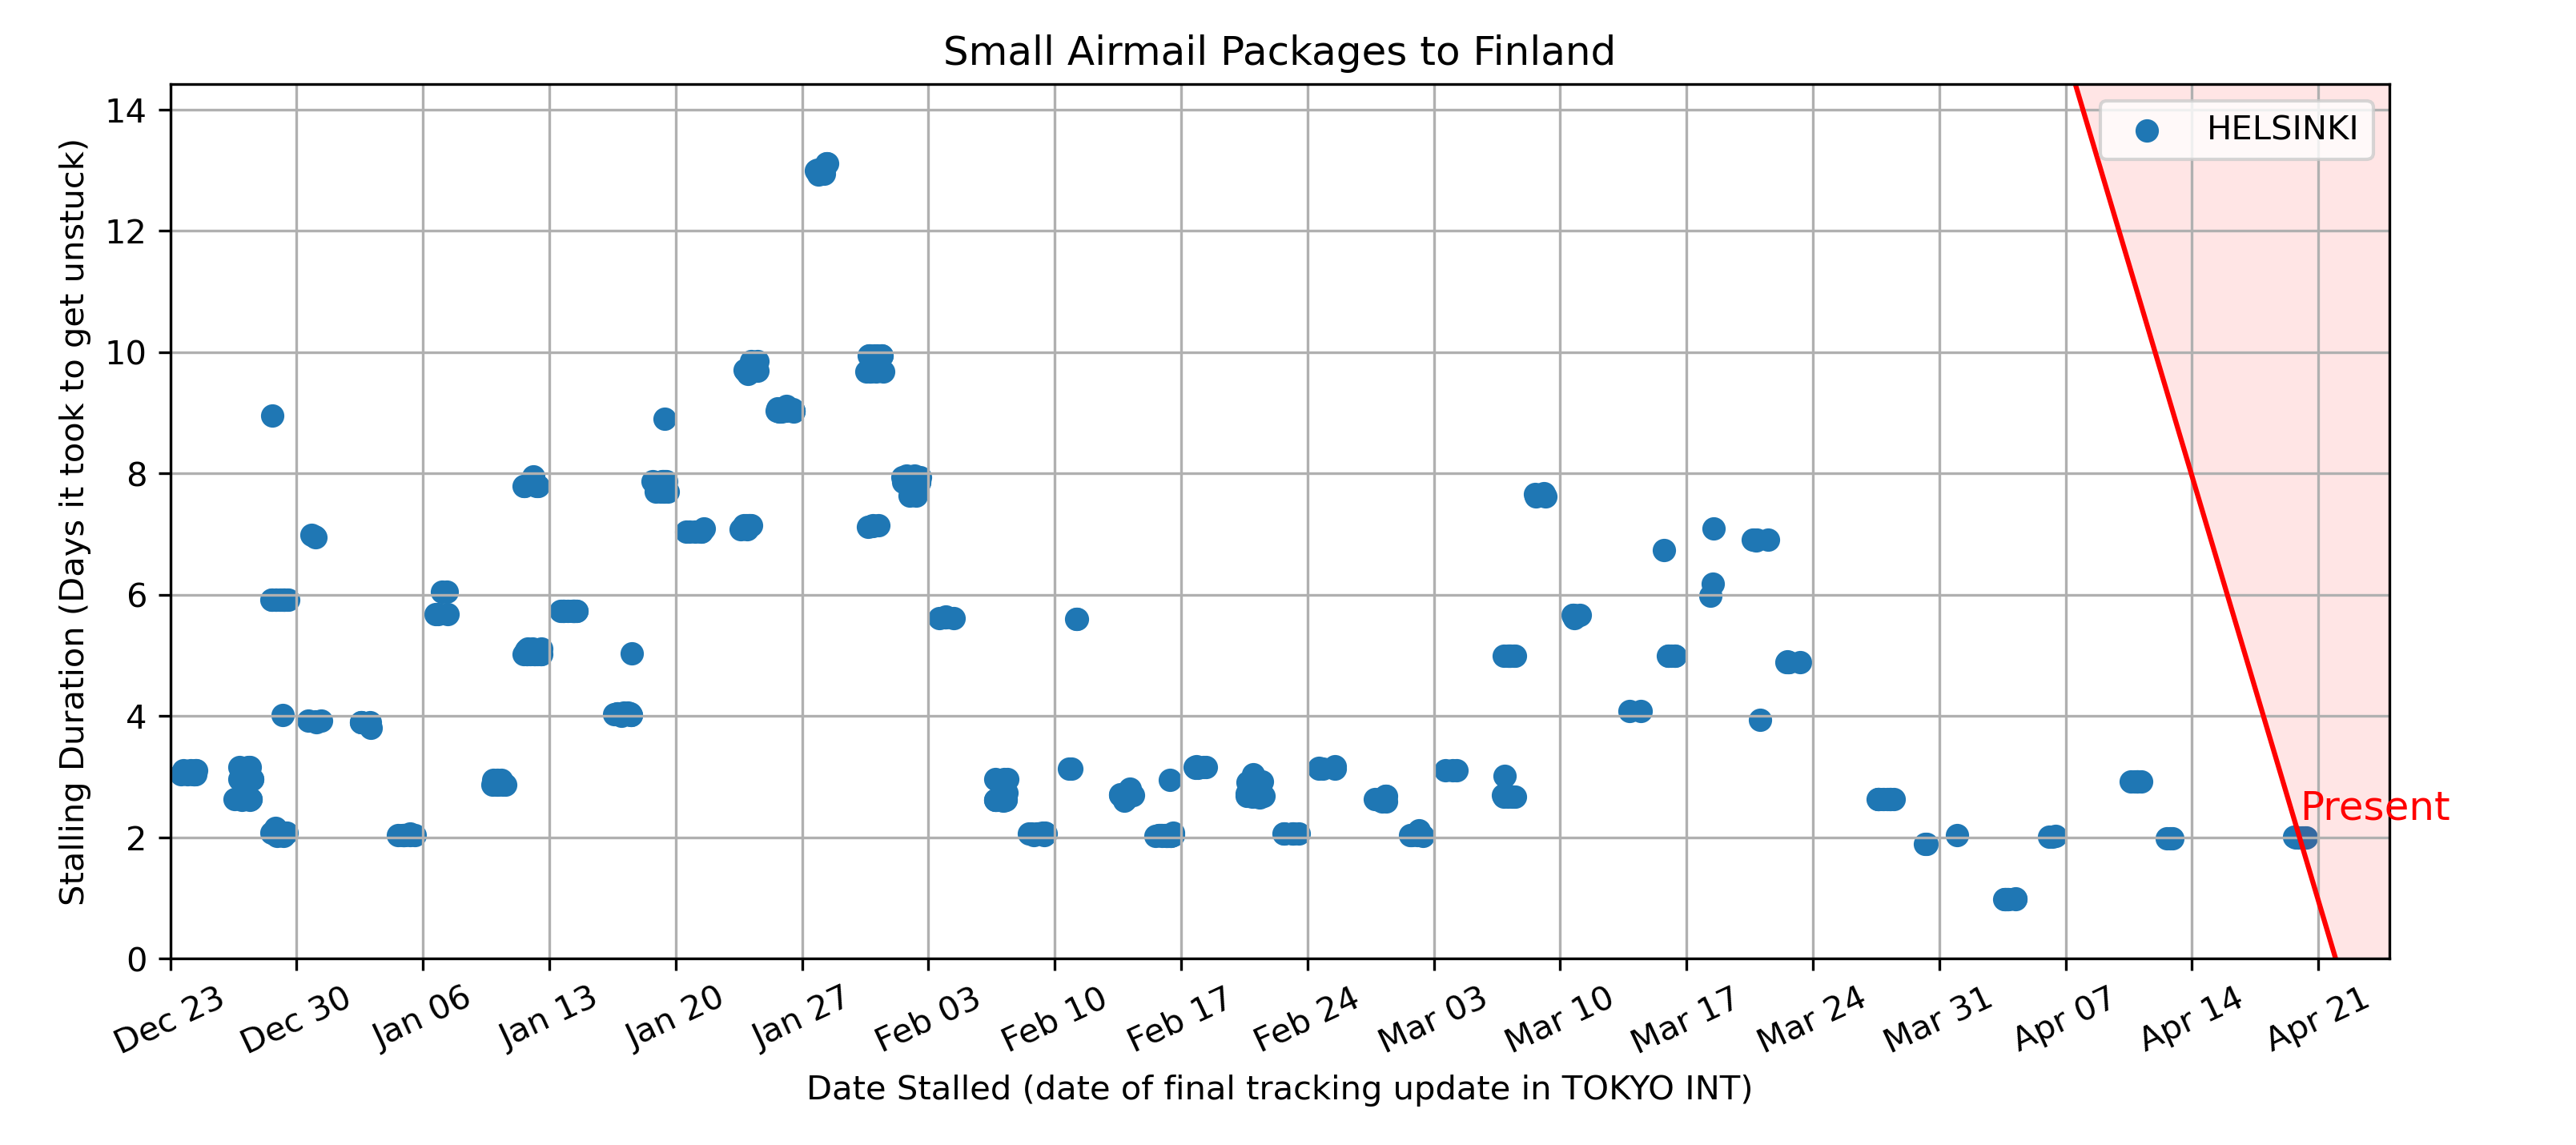 Small Airmail Packages to Finland
HELSINKI
Present
Stalling Duration (Days it took to get unstuck)
14
12
10
8
6
4
2
0
Dec 23
Dec 30
Jan 06
Jan 13
Jan 20
Jan 27
Feb 03
Feb 10
Feb 17
Feb 24
Mar 03
Mar 10
Mar 17
Mar 24
Mar 31
Apr 07
Apr 14
Apr 21
Date Stalled (date of final tracking update in TOKYO INT)